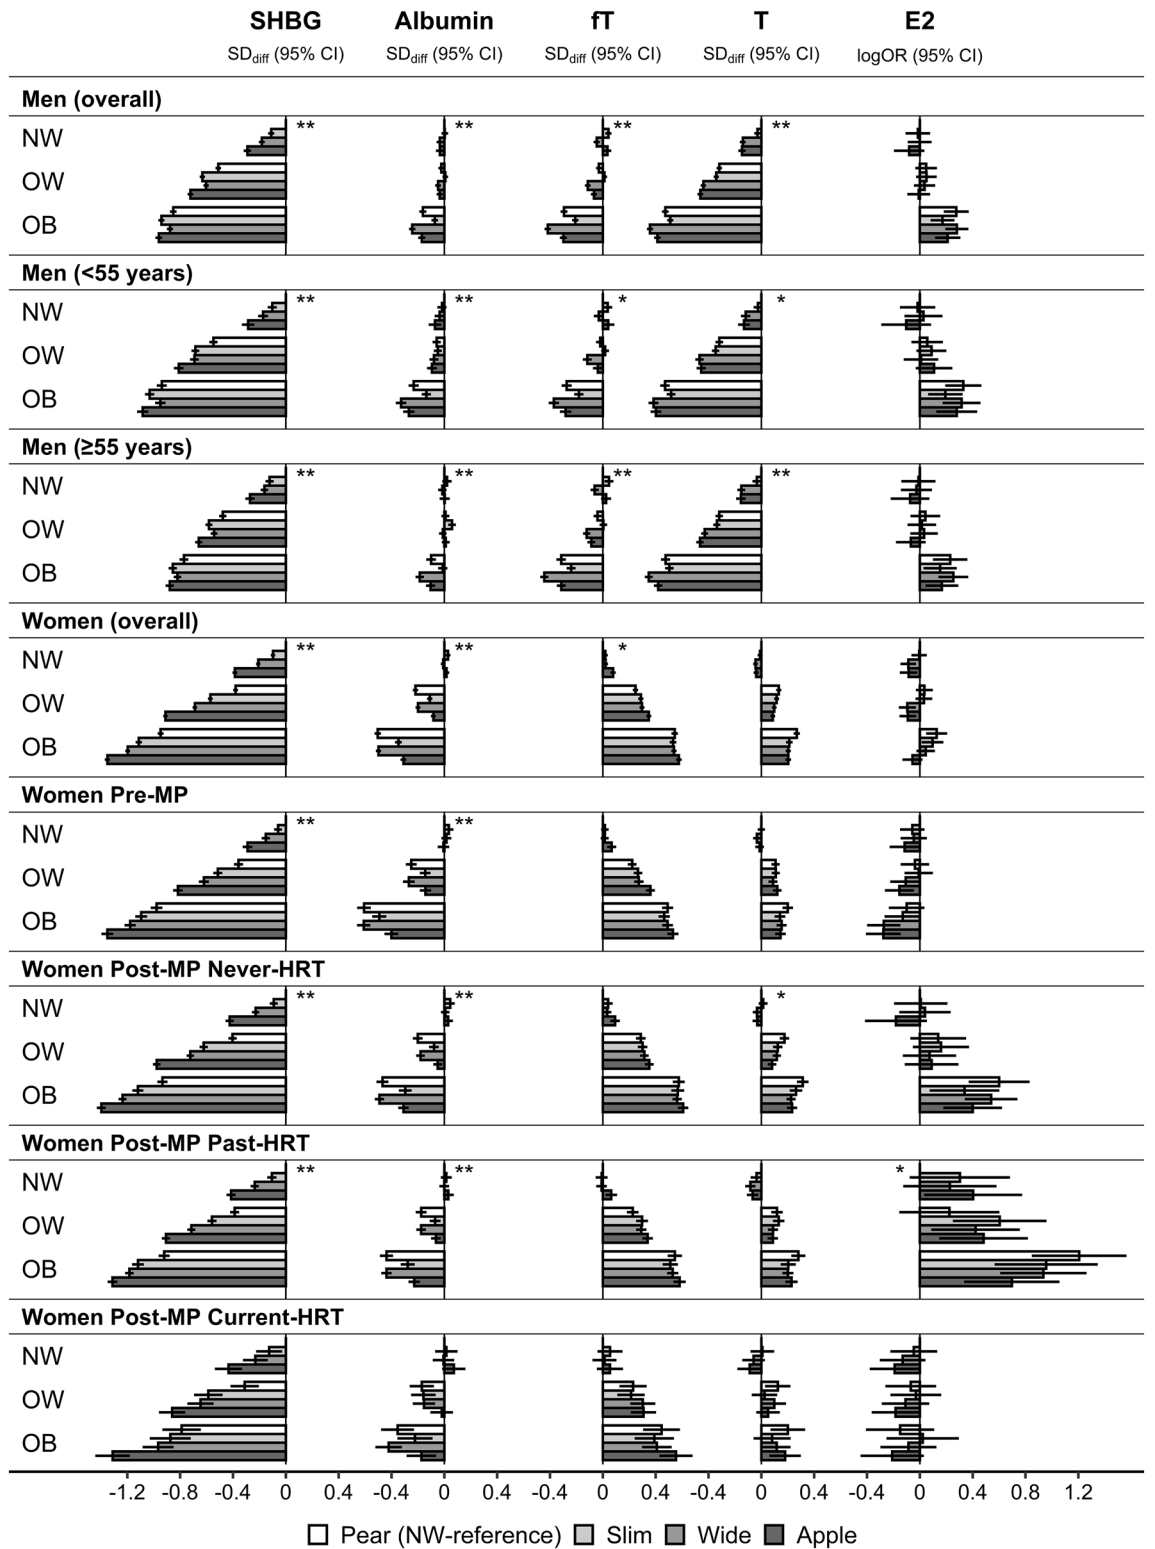 SHBG Albumin fT T E2
SDdiff (95% CI) SDdiff (95% CI) SDdiff (95% CI) SDdiff (95% CI) logOR (95% CI)
Men (overall)
NW ** ** ** **
OW
OB
Men (<55 years)
NW ** ** * *
OW
OB
Men (≥55 years)
NW ** ** ** **
OW
OB
Women (overall)
NW ** ** *
OW
OB
Women Pre-MP
NW ** **
OW
OB
Women Post-MP Never-HRT
NW ** ** *
OW
OB
Women Post-MP Past-HRT
NW ** ** *
OW
OB
Women Post-MP Current-HRT
NW
OW
OB
-1.2 -0.8 -0.4 0 0.4 -0.4 0 0.4 -0.4 0 0.4 -0.4 0 0.4 -0.4 0 0.4 0.8 1.2
Pear (NW-reference) Slim Wide Apple